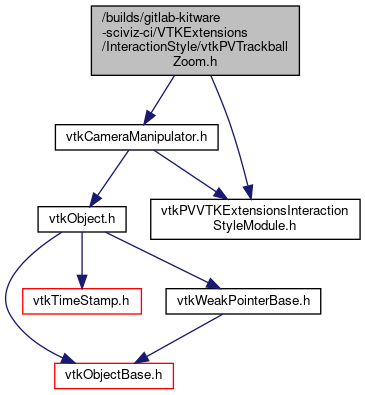 /builds/gitlab-kitware
-sciviz-ci/VTKExtensions
/InteractionStyle/vtkPVTrackball
Zoom.h
vtkCameraManipulator.h
vtkObject.h
vtkPVVTKExtensionsInteraction
StyleModule.h
vtkTimeStamp.h
vtkWeakPointerBase.h
vtkObjectBase.h